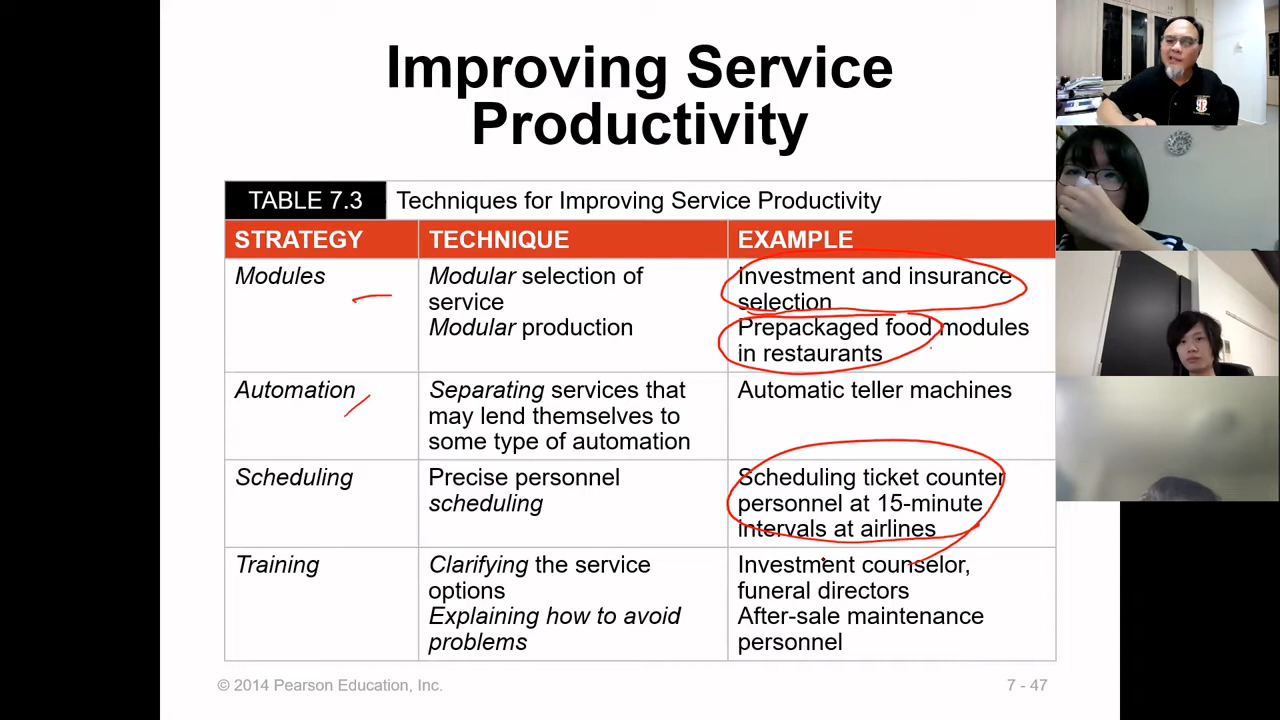 Improving Service
Productivity
TABLE 7.3 Techniques for Improving Service Productivity
STRATEGY TECHNIQUE EXAMPLE
Modules Modular selection of Investment and insurance
service selection
Modular production Prepackaged food modules
in restaurants
Automation Separating services that Automatic teller machines
may lend themselves to
some type of automation
Scheduling Precise personnel Scheduling ticket counter
scheduling personnel at 15-minute
intervals at airlines
Training Clarifying the service Investment counselor,
options funeral directors
Explaining how to avoid After-sale maintenance
problems personnel
© 2014 Pearson Education, Inc. 7 - 47